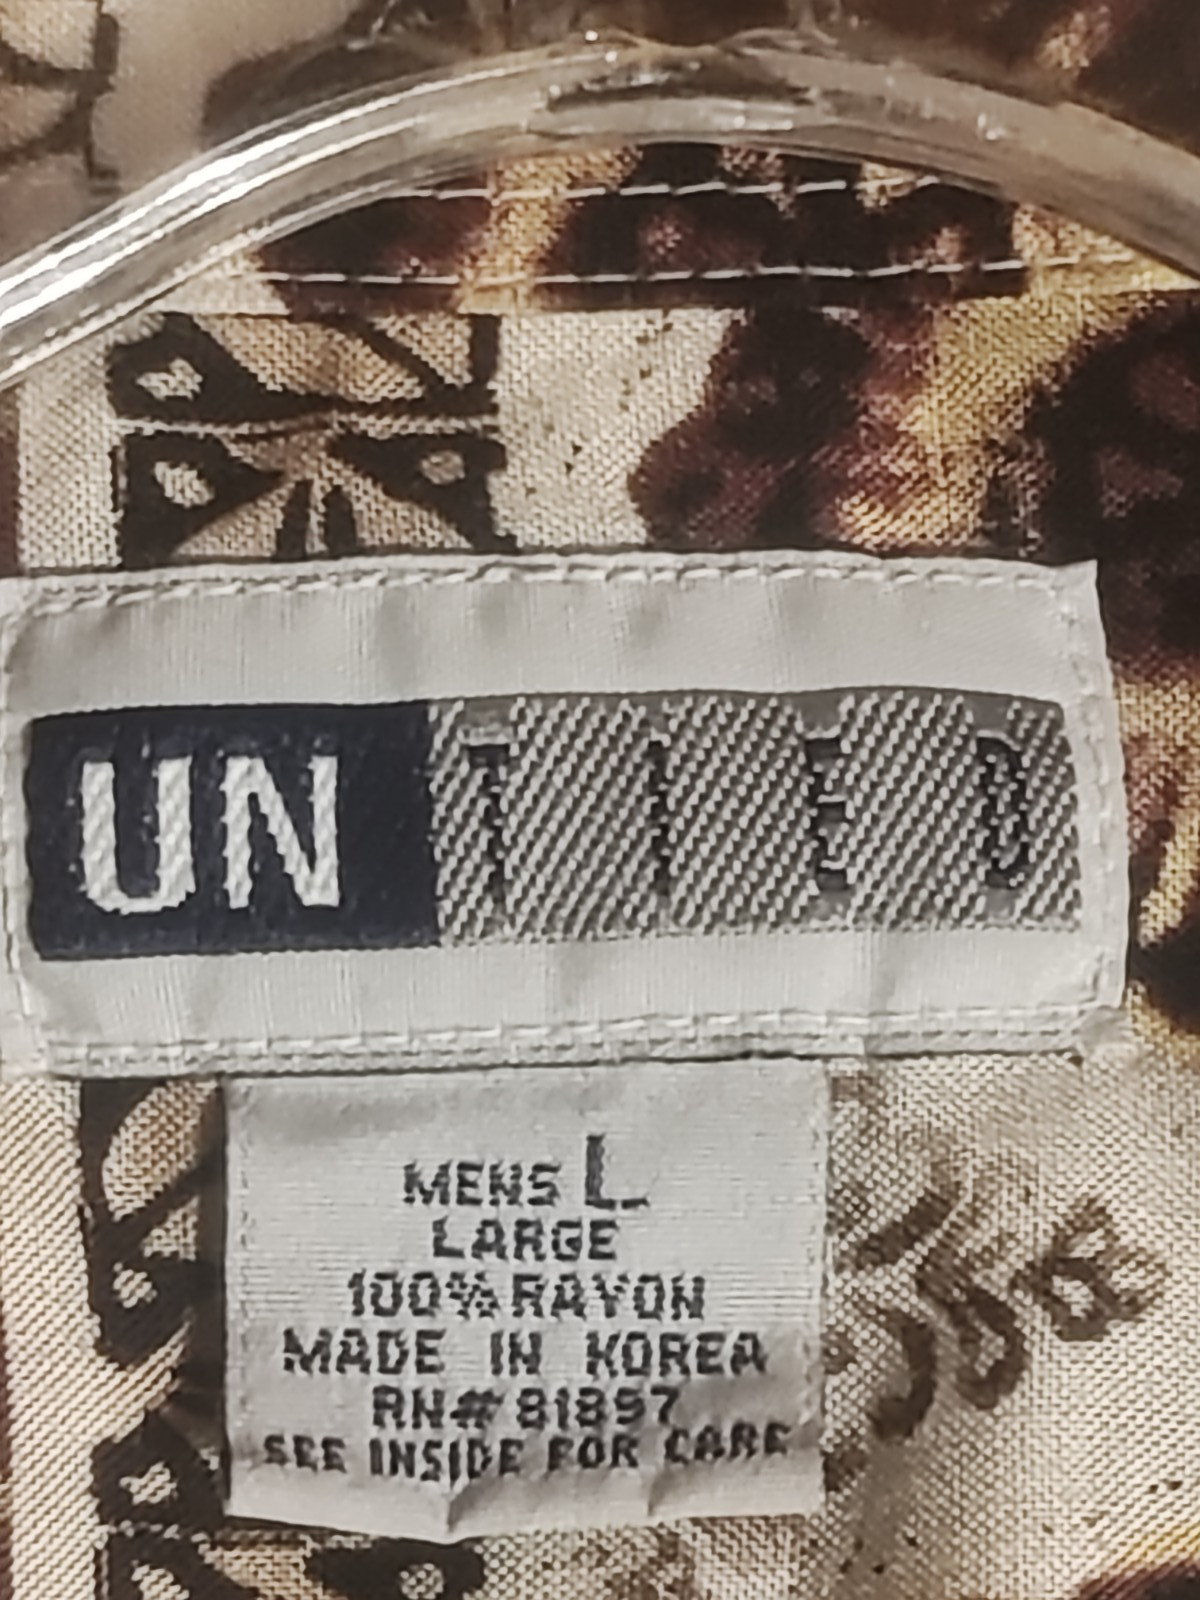 UNTIED
MENS L
LARGE
100% RAYON
MADE IN KOREA
RN# 81897
SEE INSIDE FOR CARE